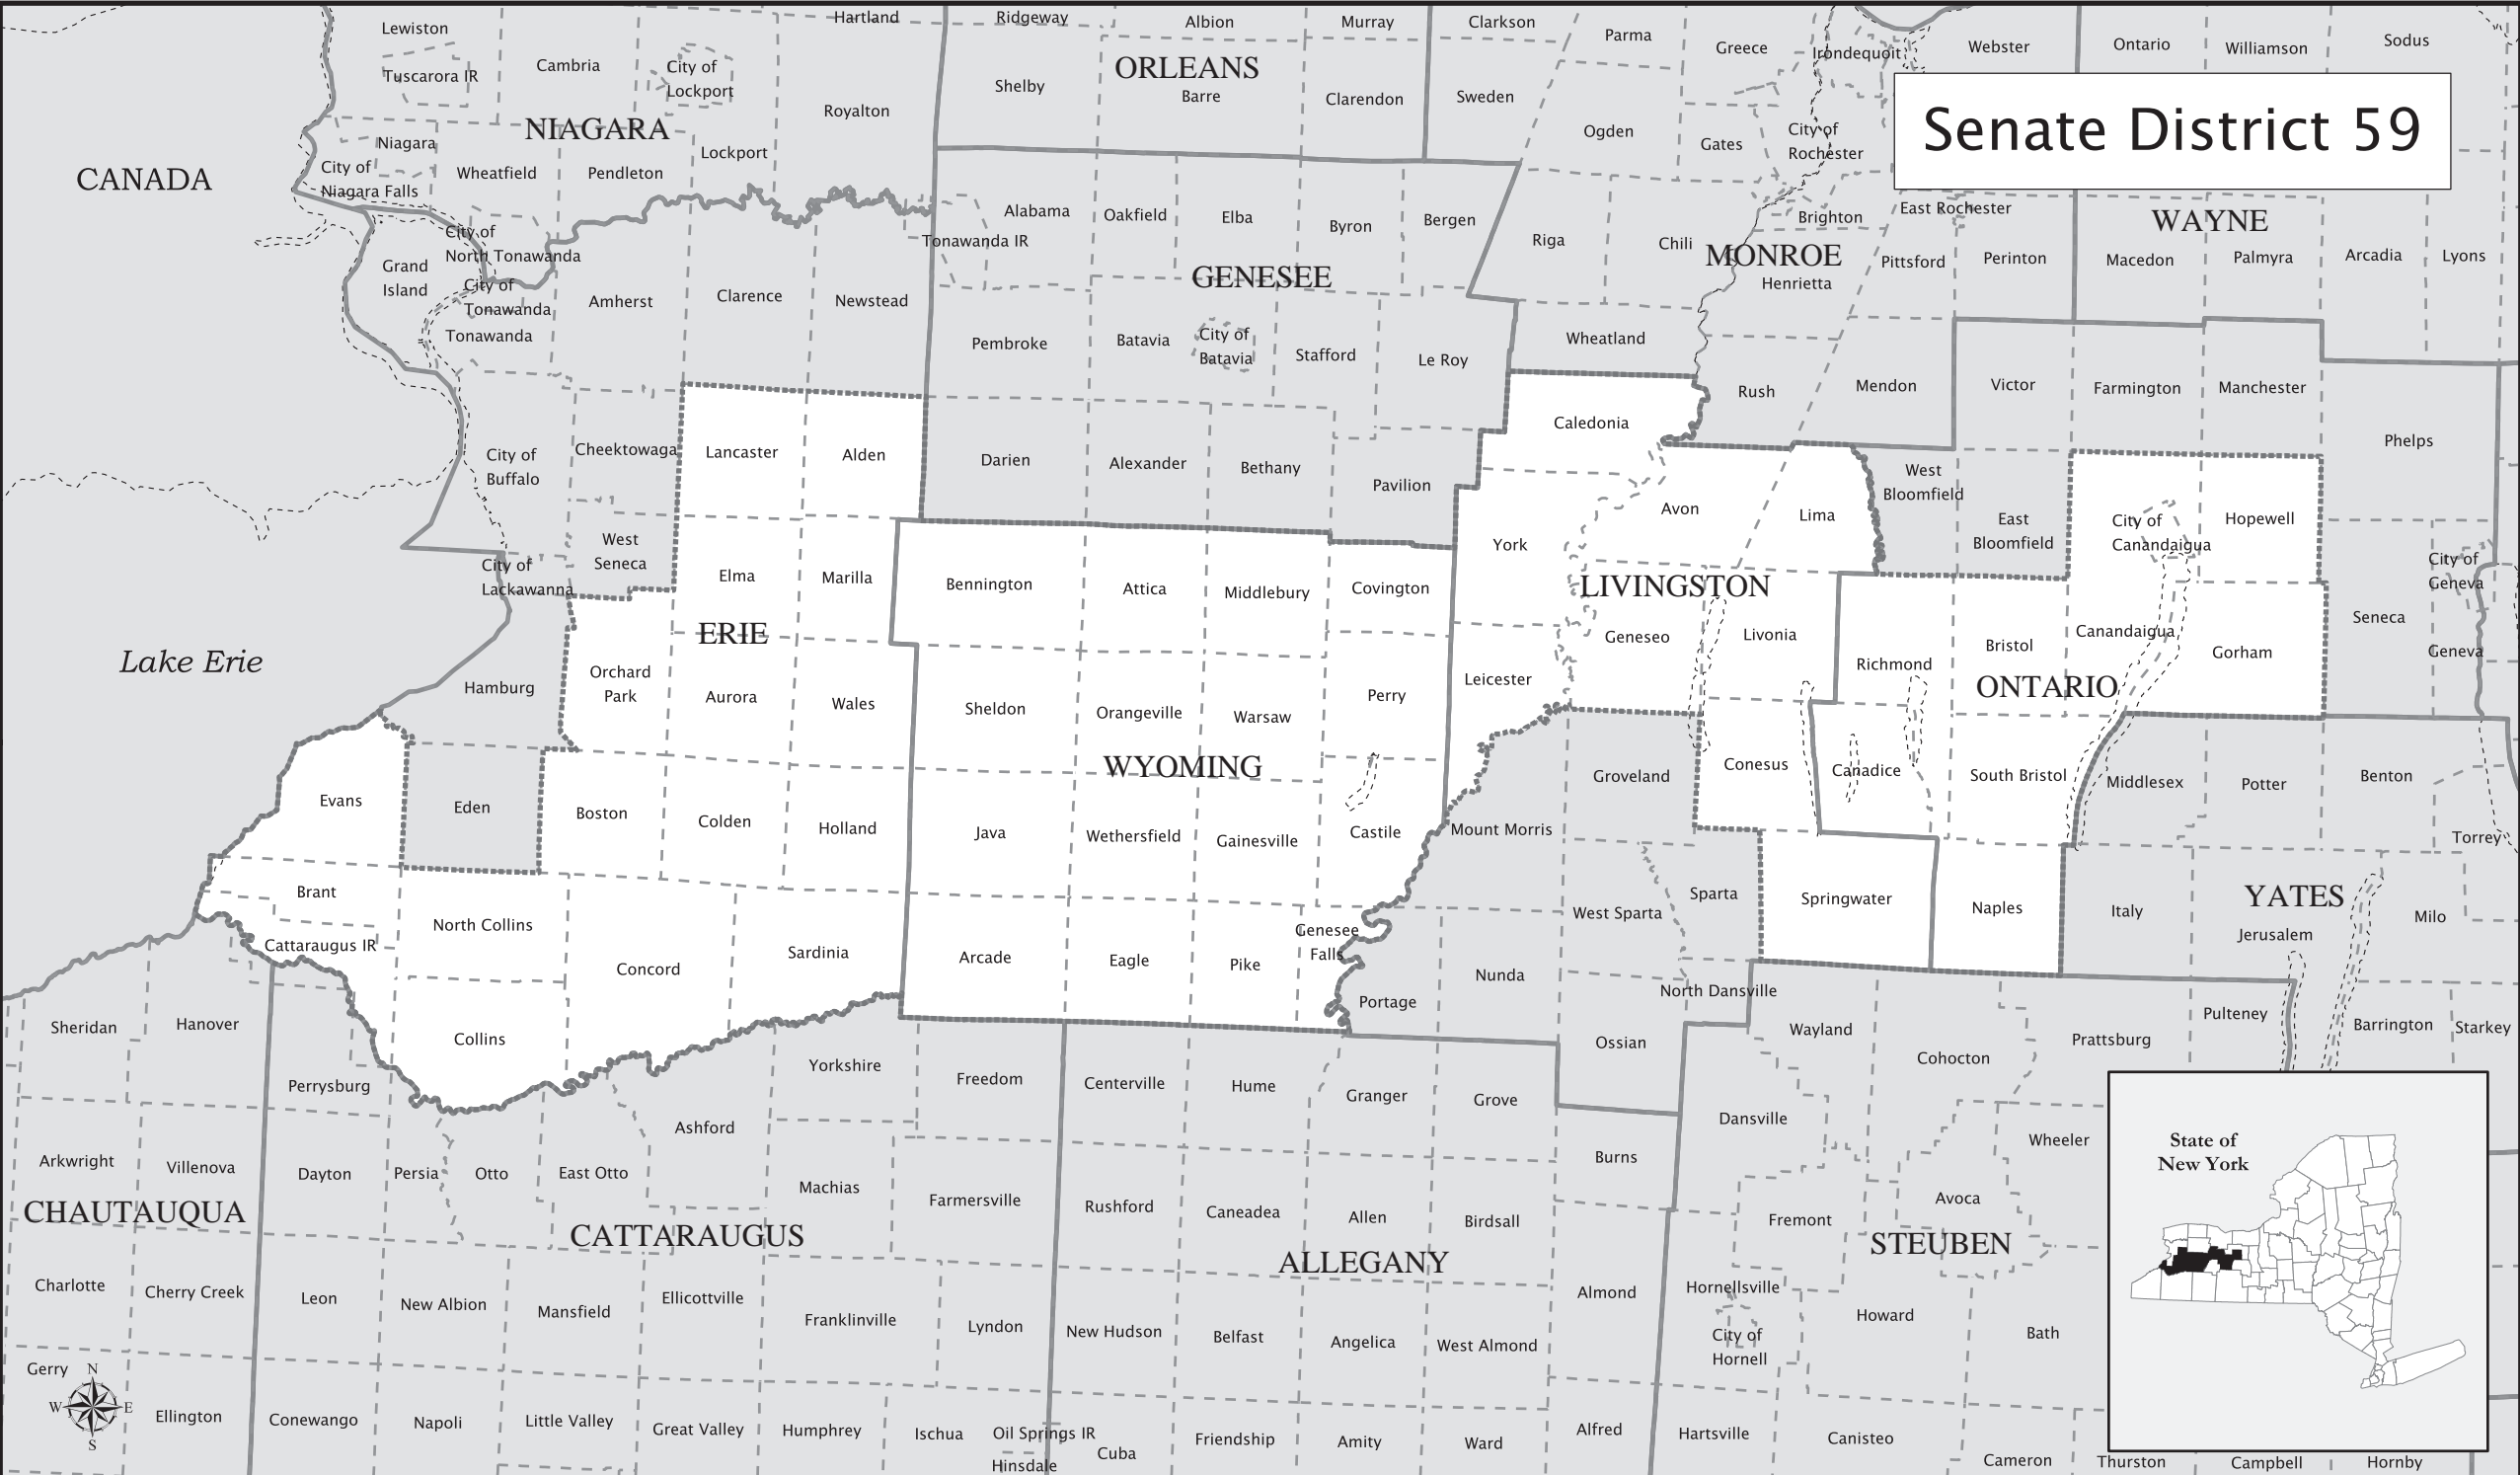 Senate District 59
Lewiston
Hartland
Ridgeway
Albion
Murray
Clarkson
Parma
Greece
Irondequoit
Webster
Ontario
Williamson
Sodus
Tuscarora IR
Cambria
City of
Lockport
Shelby
ORLEANS
Barre
Clarendon
Sweden
Royalton
NIAGARA
Niagara
Lockport
Ogden
Gates
City of
Rochester
CANADA
City of
Niagara Falls
Wheatfield
Pendleton
Alabama
Oakfield
Elba
Byron
Bergen
Riga
Chili
Brighton
East Rochester
WAYNE
City of
North Tonawanda
Tonawanda IR
MONROE
Henrietta
Pittsford
Perinton
Macedon
Palmyra
Arcadia
Lyons
Grand
Island
City of
Tonawanda
Tonawanda
Amherst
Clarence
Newstead
GENESEE
Pembroke
Batavia
City of
Batavia
Stafford
Le Roy
Wheatland
Rush
Mendon
Victor
Farmington
Manchester
Phelps
Caledonia
City of
Buffalo
Cheektowaga
Lancaster
Alden
Darien
Alexander
Bethany
Pavilion
Avon
Lima
West
Bloomfield
East
Bloomfield
City of
Canandaigua
Hopewell
York
West
Seneca
City of
Lackawanna
Elma
Marilla
Bennington
Attica
Middlebury
Covington
LIVINGSTON
City of
Geneva
Seneca
Geneva
Lake Erie
ERIE
Hamburg
Orchard
Park
Aurora
Wales
Sheldon
Orangeville
Warsaw
Perry
Leicester
Geneseo
Livonia
Richmond
Bristol
Canandaigua
Gorham
ONTARIO
WYOMING
Evans
Eden
Boston
Colden
Holland
Java
Wethersfield
Gainesville
Castile
Mount Morris
Groveland
Conesus
Canadice
South Bristol
Middlesex
Potter
Benton
Torrey
Brant
Cattaraugus IR
North Collins
Concord
Sardinia
Arcade
Eagle
Pike
Genesee
Falls
West Sparta
Sparta
Springwater
Naples
Italy
YATES
Jerusalem
Milo
Portage
Nunda
North Dansville
Sheridan
Hanover
Collins
Perrysburg
Yorkshire
Freedom
Centerville
Hume
Granger
Grove
Ossian
Wayland
Cohocton
Prattsburg
Pulteney
Barrington
Starkey
Arkwright
Villenova
Dayton
Persia
Otto
East Otto
Ashford
Machias
Farmersville
Rushford
Caneadea
Allen
Birdsall
Burns
Dansville
Wheeler
Avoca
Fremont
STEUBEN
CHAUTAUQUA
CATTARAUGUS
ALLEGANY
Charlotte
Cherry Creek
Leon
New Albion
Mansfield
Ellicottville
Franklinville
Lyndon
New Hudson
Belfast
Angelica
West Almond
Almond
Hornellsville
City of
Hornell
Howard
Bath
Gerry
Ellington
Conewango
Napoli
Little Valley
Great Valley
Humphrey
Ischua
Oil Springs IR
Hinsdale
Cuba
Friendship
Amity
Ward
Alfred
Hartsville
Canisteo
Cameron
Thurston
Campbell
Hornby
N
W
E
S
State of
New York